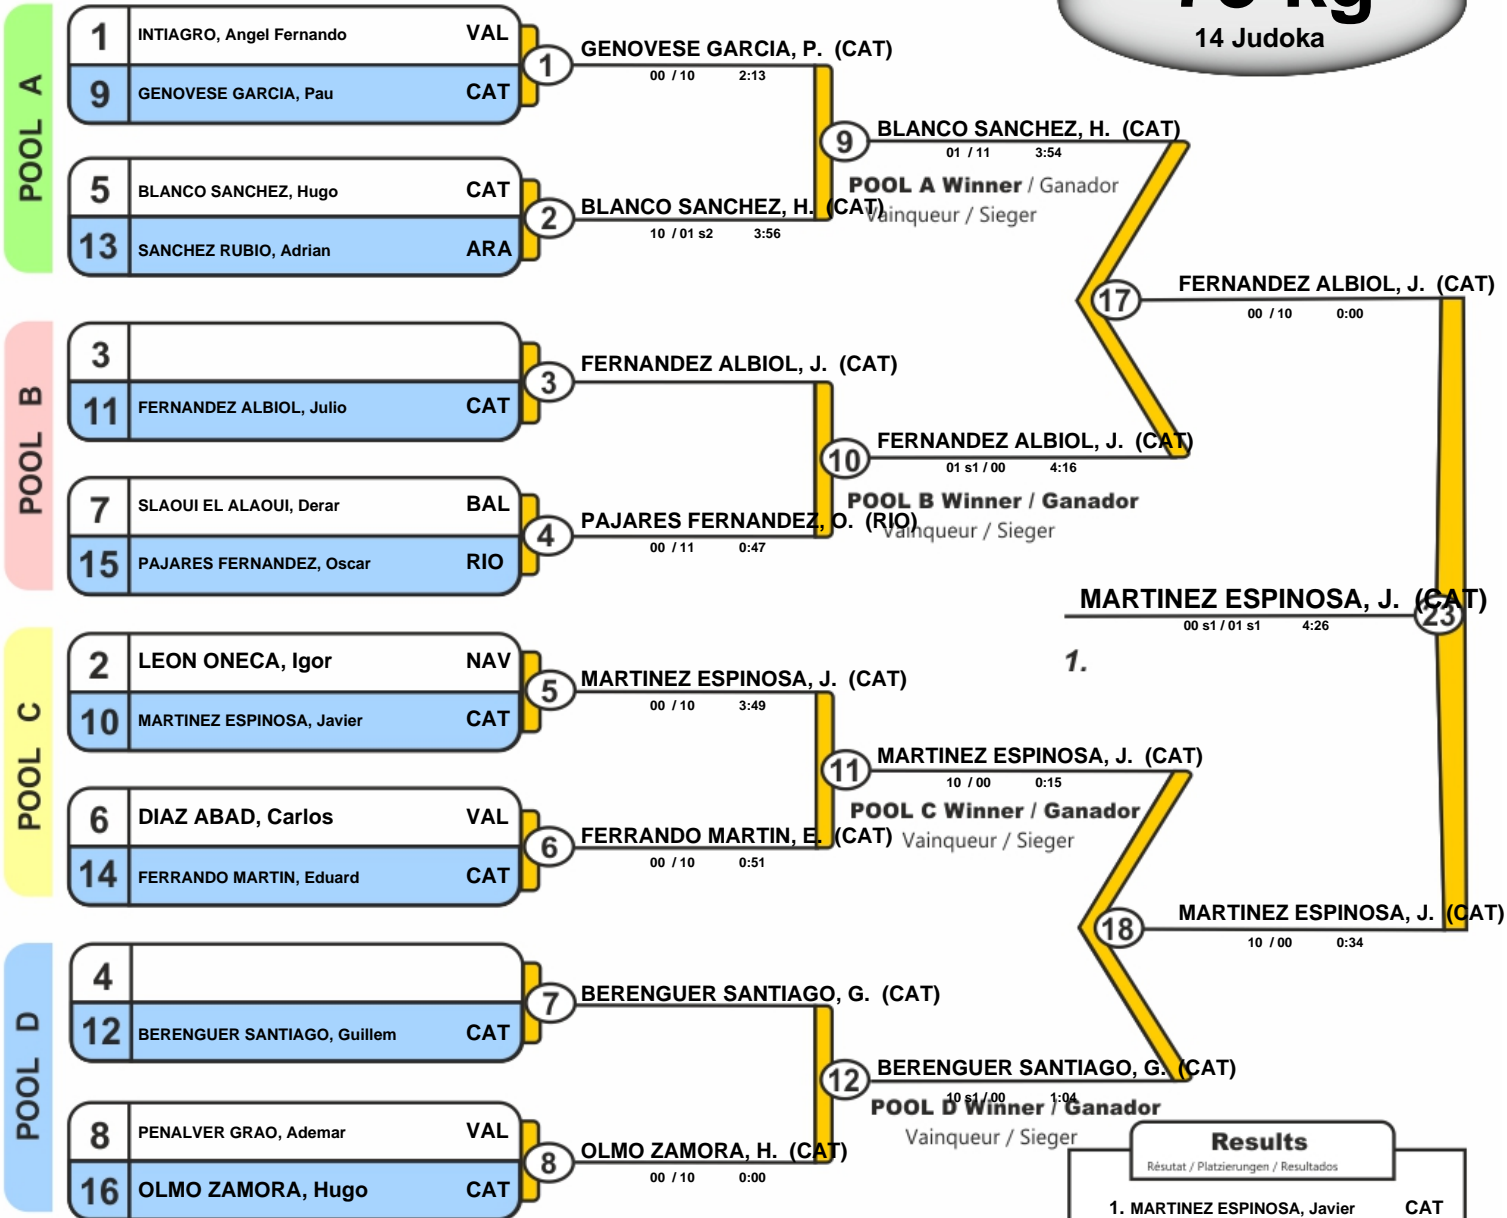 kg
14 Judoka
POOL A
1 INTIAGRO, Angel Fernando VAL
9 GENOVESE GARCIA, Pau CAT
1 GENOVESE GARCIA, P. (CAT)
00 / 10 2:13
5 BLANCO SANCHEZ, Hugo CAT
13 SANCHEZ RUBIO, Adrian ARA
2 BLANCO SANCHEZ, H. (CAT)
10 / 01 s2 3:56
9 BLANCO SANCHEZ, H. (CAT)
01 / 11 3:54
POOL A Winner / Ganador
Vainqueur / Sieger
POOL B
3
11 FERNANDEZ ALBIOL, Julio CAT
3 FERNANDEZ ALBIOL, J. (CAT)
7 SLAOUI EL ALAOUI, Derar BAL
15 PAJARES FERNANDEZ, Oscar RIO
4 PAJARES FERNANDEZ, O. (RIO)
00 / 11 0:47
10 FERNANDEZ ALBIOL, J. (CAT)
01 s1 / 00 4:16
POOL B Winner / Ganador
Vainqueur / Sieger
17 FERNANDEZ ALBIOL, J. (CAT)
00 / 10 0:00
MARTINEZ ESPINOSA, J. (CAT)
23
00 s1 / 01 s1 4:26
1.
POOL C
2 LEON ONECA, Igor NAV
10 MARTINEZ ESPINOSA, Javier CAT
5 MARTINEZ ESPINOSA, J. (CAT)
00 / 10 3:49
6 DIAZ ABAD, Carlos VAL
14 FERRANDO MARTIN, Eduard CAT
6 FERRANDO MARTIN, E. (CAT)
00 / 10 0:51
11 MARTINEZ ESPINOSA, J. (CAT)
10 / 00 0:15
POOL C Winner / Ganador
Vainqueur / Sieger
18 MARTINEZ ESPINOSA, J. (CAT)
10 / 00 0:34
POOL D
4
12 BERENGUER SANTIAGO, Guillem CAT
7 BERENGUER SANTIAGO, G. (CAT)
8 PENALVER GRAO, Ademar VAL
16 OLMO ZAMORA, Hugo CAT
8 OLMO ZAMORA, H. (CAT)
00 / 10 0:00
12 BERENGUER SANTIAGO, G. (CAT)
10 s1 / 00 1:04
POOL D Winner / Ganador
Vainqueur / Sieger
Results
Résutat / Platzierungen / Resultados
1. MARTINEZ ESPINOSA, Javier CAT